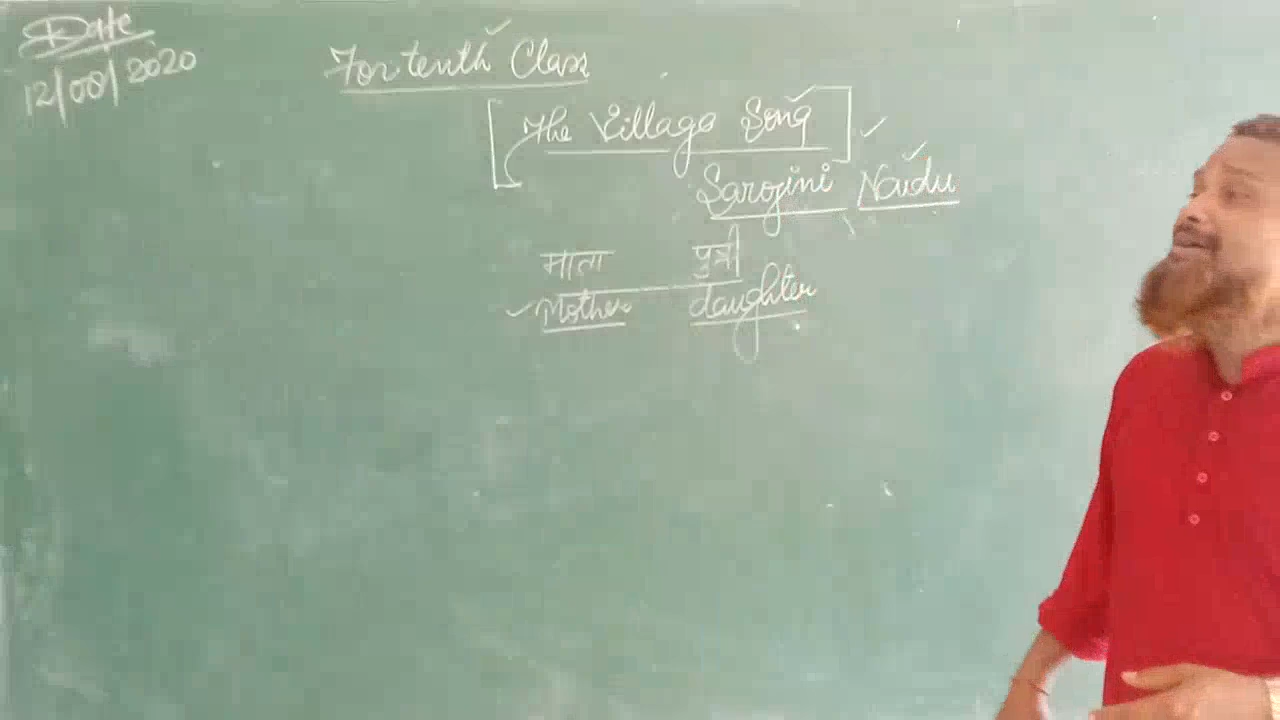 Date
12/08/2020
For tenth Class
[The Village Song]
Sarojini Naidu
माता पुत्री
Mother daughter